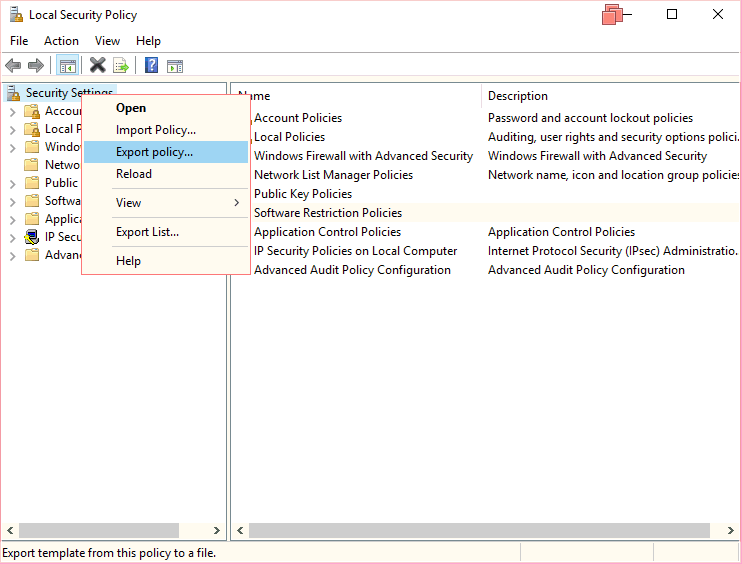 Local Security Policy
File Action View Help
Security Settings
Accou
Local P
Windo
Networ
Public
Softwa
Applica
IP Secu
Advan
Open
Import Policy...
Export policy...
Reload
View
Export List...
Help
Name Description
Account Policies Password and account lockout policies
Local Policies Auditing, user rights and security options polici
Windows Firewall with Advanced Security Windows Firewall with Advanced Security
Network List Manager Policies Network name, icon and location group policies
Public Key Policies
Software Restriction Policies
Application Control Policies Application Control Policies
IP Security Policies on Local Computer Internet Protocol Security (IPsec) Administratio.
Advanced Audit Policy Configuration Advanced Audit Policy Configuration
Export template from this policy to a file.